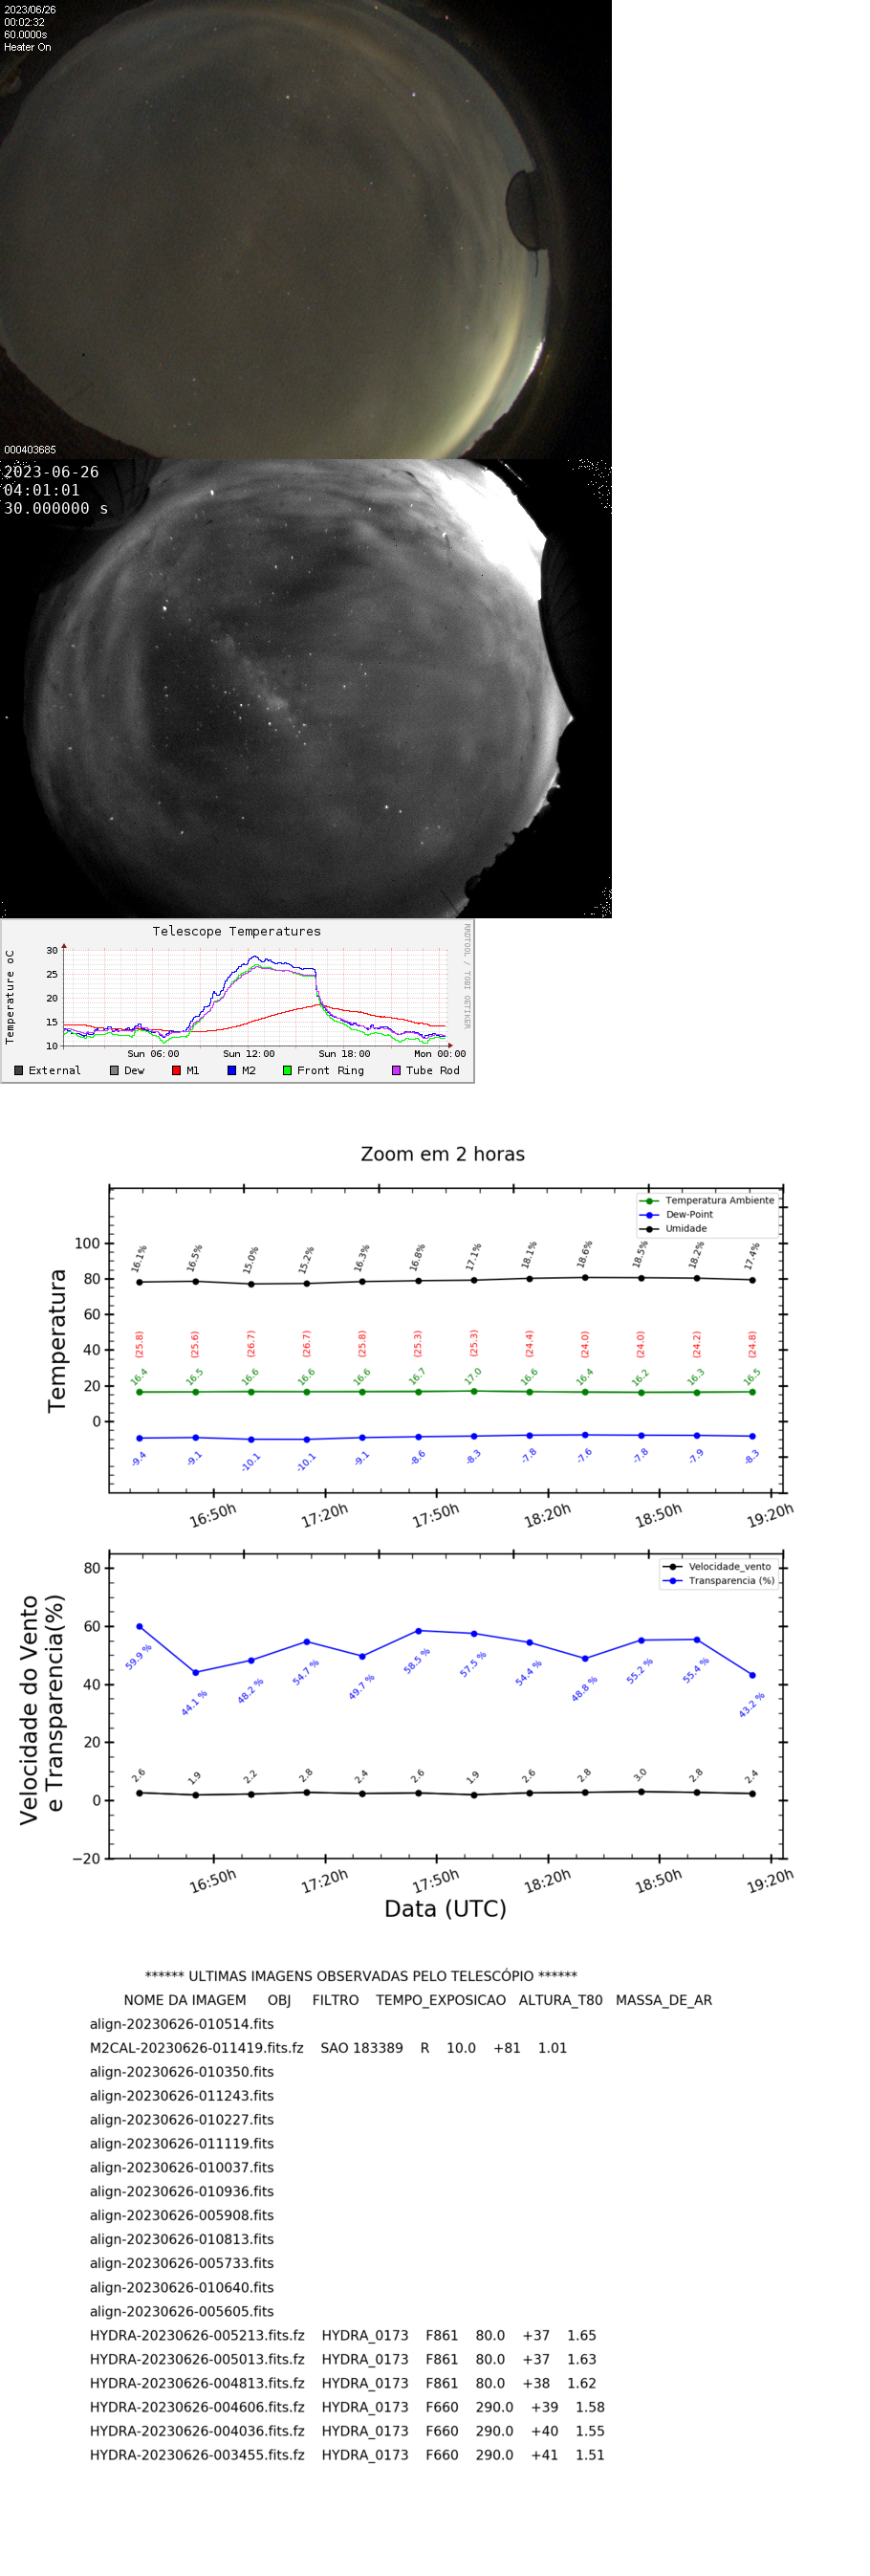 2023/06/26
00:02:32
60.0000s
Heater On
000403685
2023-06-26
04:01:01
30.000000 s
Telescope Temperatures
RRDTOOL / TOBI OETIKER
Temperature oC
30
25
20
15
10
Sun 06:00 Sun 12:00 Sun 18:00 Mon 00:00
External Dew M1 M2 Front Ring Tube Rod
Zoom em 2 horas
Temperatura Ambiente
Dew-Point
Umidade
Temperatura
100
80
60
40
20
0
16.1% 16.5% 15.0% 15.2% 16.3% 16.8% 17.1% 18.1% 18.6% 18.5% 18.2% 17.4%
(25.8) (25.6) (26.7) (26.7) (25.8) (25.3) (25.3) (24.4) (24.0) (24.0) (24.2) (24.8)
16.4 16.5 16.6 16.6 16.6 16.7 17.0 16.6 16.4 16.2 16.3 16.5
-9.4 -9.1 -10.1 -10.1 -9.1 -8.6 -8.3 -7.8 -7.6 -7.8 -7.9 -8.3
16:50h 17:20h 17:50h 18:20h 18:50h 19:20h
Velocidade_vento
Transparencia (%)
Velocidade do Vento
e Transparencia(%)
80
60
40
20
0
−20
59.9 % 44.1 % 48.2 % 54.7 % 49.7 % 58.5 % 57.5 % 54.4 % 48.8 % 55.2 % 55.4 % 43.2 %
2.6 1.9 2.2 2.8 2.4 2.6 1.9 2.6 2.8 3.0 2.8 2.4
16:50h 17:20h 17:50h 18:20h 18:50h 19:20h
Data (UTC)
****** ULTIMAS IMAGENS OBSERVADAS PELO TELESCÓPIO ******
NOME DA IMAGEM OBJ FILTRO TEMPO_EXPOSICAO ALTURA_T80 MASSA_DE_AR
align-20230626-010514.fits
M2CAL-20230626-011419.fits.fz SAO 183389 R 10.0 +81 1.01
align-20230626-010350.fits
align-20230626-011243.fits
align-20230626-010227.fits
align-20230626-011119.fits
align-20230626-010037.fits
align-20230626-010936.fits
align-20230626-005908.fits
align-20230626-010813.fits
align-20230626-005733.fits
align-20230626-010640.fits
align-20230626-005605.fits
HYDRA-20230626-005213.fits.fz HYDRA_0173 F861 80.0 +37 1.65
HYDRA-20230626-005013.fits.fz HYDRA_0173 F861 80.0 +37 1.63
HYDRA-20230626-004813.fits.fz HYDRA_0173 F861 80.0 +38 1.62
HYDRA-20230626-004606.fits.fz HYDRA_0173 F660 290.0 +39 1.58
HYDRA-20230626-004036.fits.fz HYDRA_0173 F660 290.0 +40 1.55
HYDRA-20230626-003455.fits.fz HYDRA_0173 F660 290.0 +41 1.51